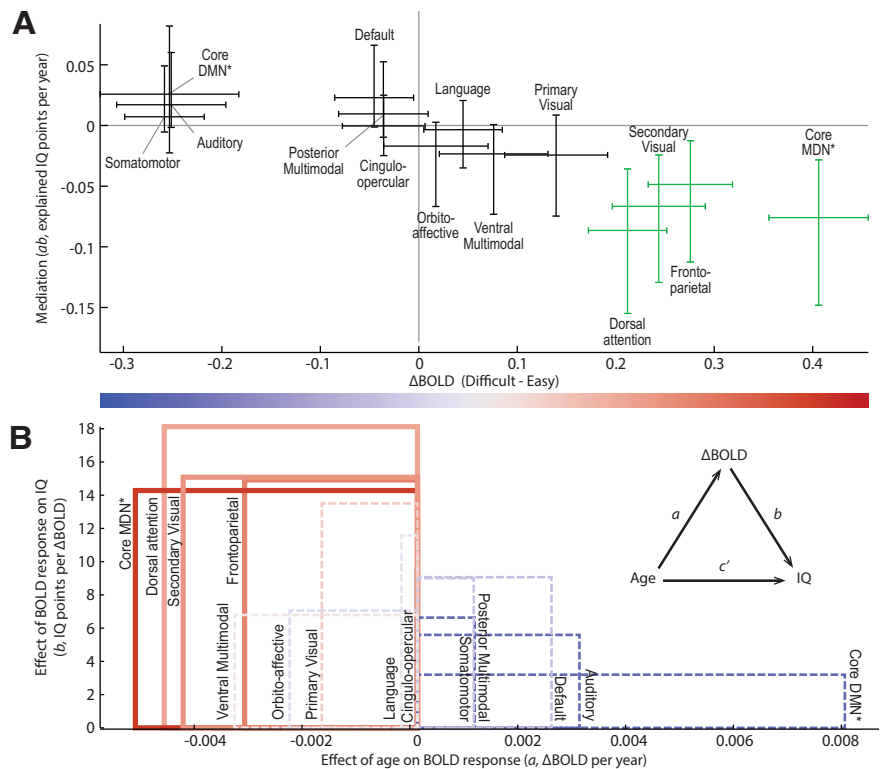 A
Mediation (ab, explained IQ points per year)
0.05
0
-0.05
-0.1
-0.15
Core
DMN*
Auditory
Somatomotor
Default
Posterior
Multimodal
Cingulo-
opercular
Language
Orbito-
affective
Ventral
Multimodal
Primary
Visual
Secondary
Visual
Dorsal
attention
Fronto-
parietal
Core
MDN*
-0.3
-0.2
-0.1
0
0.1
0.2
0.3
0.4
ΔBOLD (Difficult - Easy)
B
Effect of BOLD response on IQ
(b, IQ points per ΔBOLD)
18
16
14
12
10
8
6
4
2
0
Core MDN*
Dorsal attention
Secondary Visual
Frontoparietal
Ventral Multimodal
Orbito-affective
Primary Visual
Language
Cingulo-opercular
Somatomotor
Posterior Multimodal
Default
Auditory
Core DMN*
ΔBOLD
a
b
Age
c'
IQ
-0.004
-0.002
0
0.002
0.004
0.006
0.008
Effect of age on BOLD response (a, ΔBOLD per year)